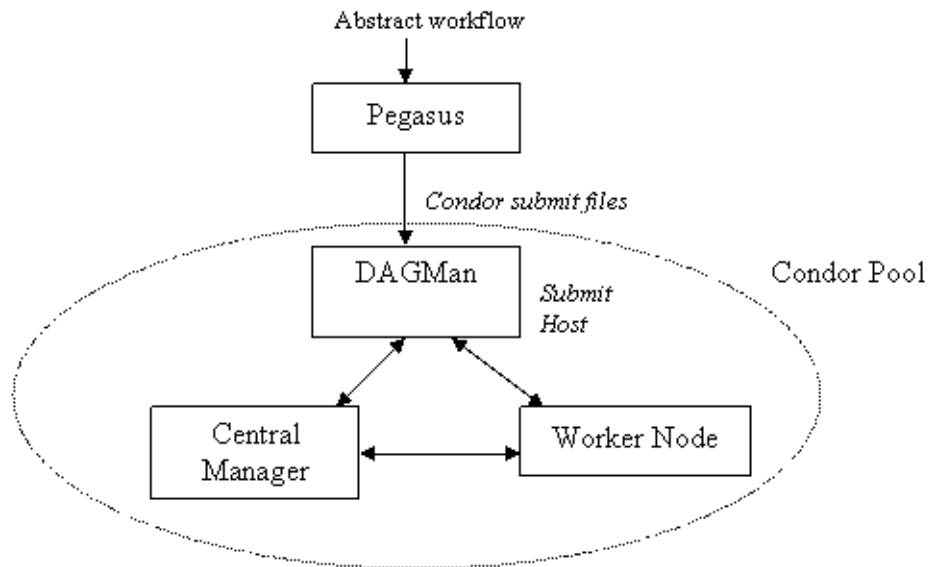 Abstract workflow
Pegasus
Condor submit files
DAGMan
Condor Pool
Submit
Host
Central
Manager
Worker Node